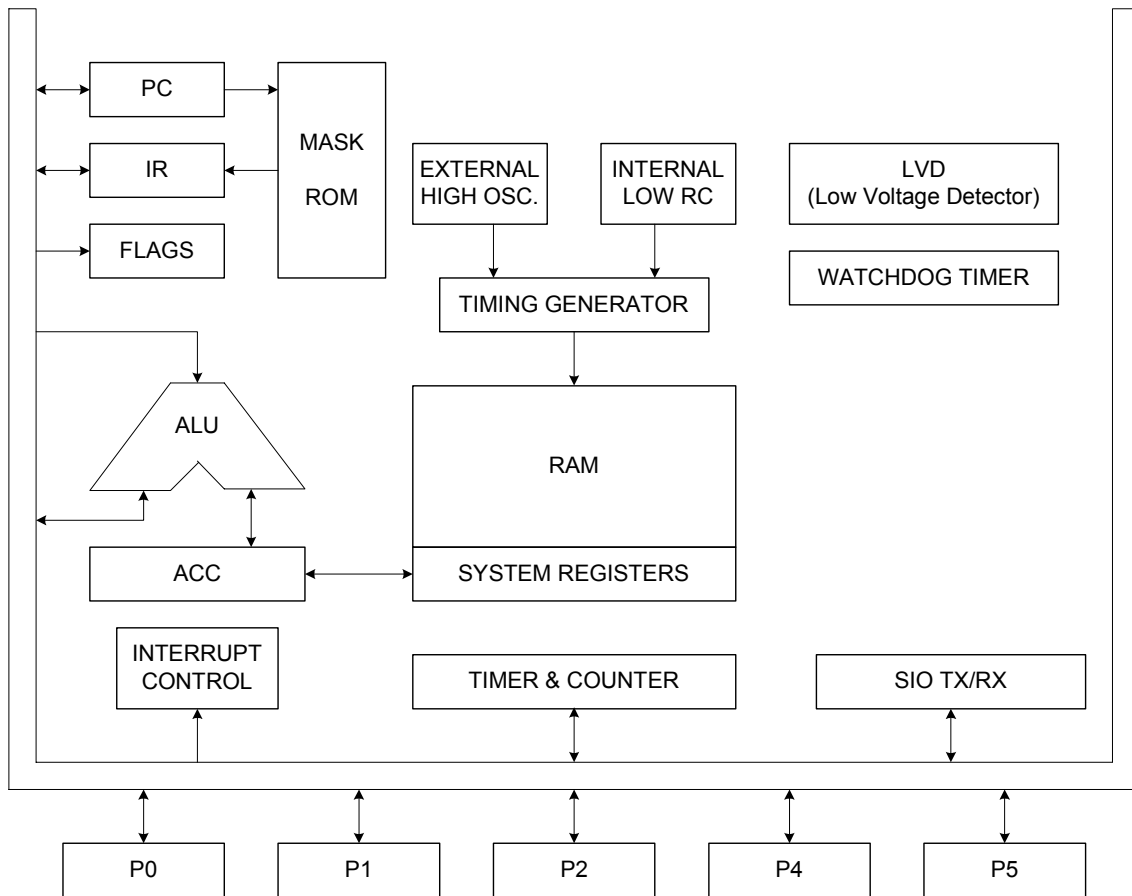 PC
MASK
ROM
IR
FLAGS
EXTERNAL
HIGH OSC.
INTERNAL
LOW RC
LVD
(Low Voltage Detector)
WATCHDOG TIMER
TIMING GENERATOR
ALU
RAM
ACC
SYSTEM REGISTERS
INTERRUPT
CONTROL
TIMER & COUNTER
SIO TX/RX
P0
P1
P2
P4
P5